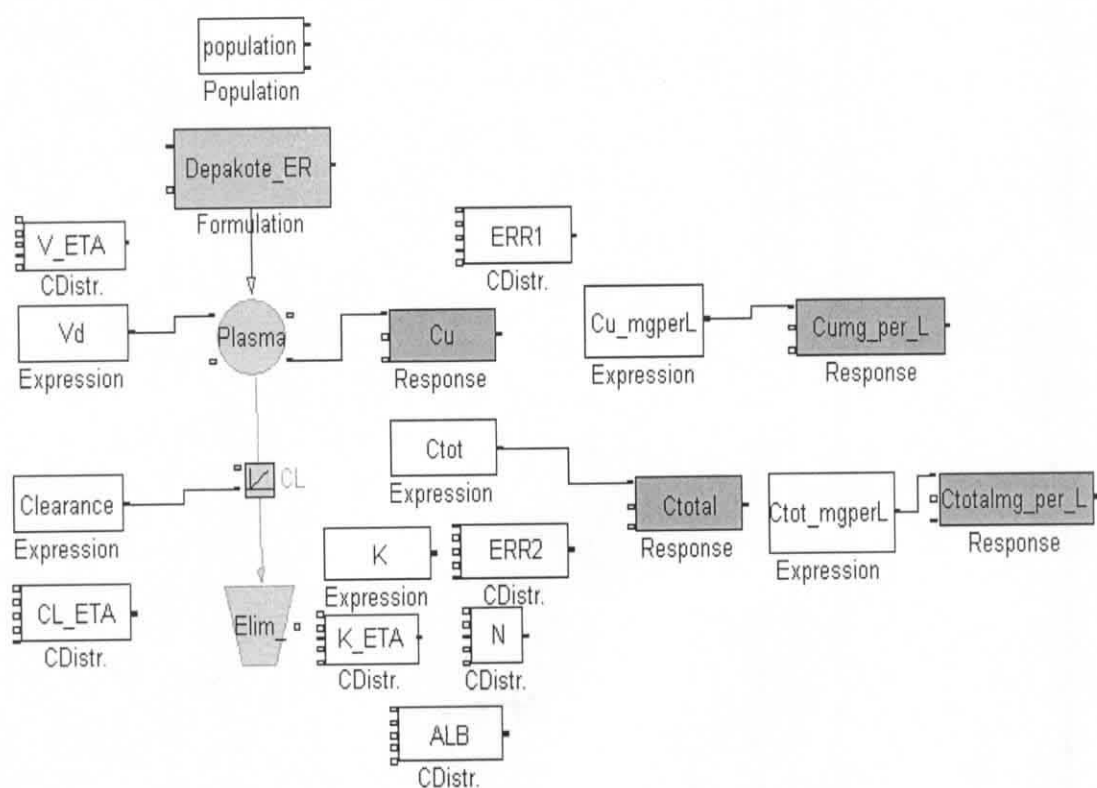 population
Population
Depakote_ER
Formulation
V_ETA
CDistr.
ERR1
CDistr.
Vd
Expression
Plasma
Cu
Response
Cu_mgperL
Expression
Cumg_per_L
Response
Clearance
Expression
CL
Ctot
Expression
Ctotal
Response
Ctot_mgperL
Expression
Ctotalmg_per_L
Response
CL_ETA
CDistr.
Elim_
K
Expression
ERR2
CDistr.
K_ETA
CDistr.
N
CDistr.
ALB
CDistr.